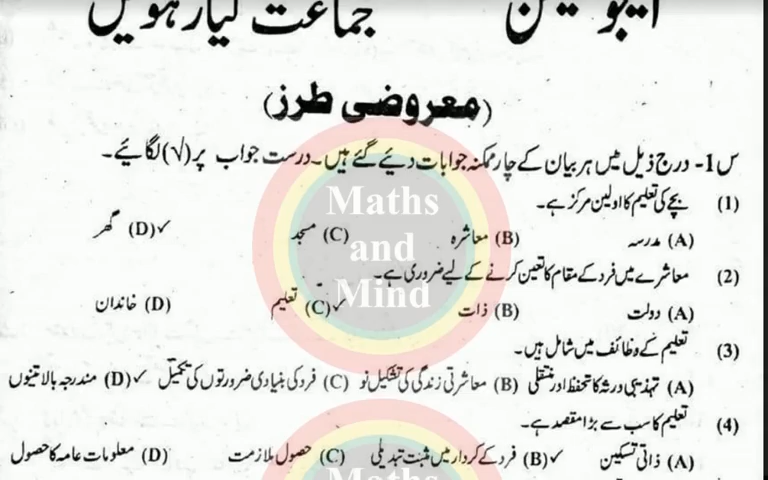 ایجوکیشن جماعت گیارہویں
(معروضی طرز)
س1- درج ذیل میں ہر بیان کے چار ممکنہ جوابات دیئے گئے ہیں۔ درست جواب پر (√) لگائیے۔
(1) بچے کی تعلیم کا اولین مرکز ہے۔
(A) مدرسہ (B) معاشرہ (C) مسجد ✓(D) گھر
(2) معاشرے میں فرد کے مقام کا تعین کرنے کے لیے ضروری ہے۔
(A) دولت (B) ذات ✓(C) تعلیم (D) خاندان
(3) تعلیم کے وظائف میں شامل ہیں۔
(A) تہذیبی ورثہ کا تحفظ اور منتقلی (B) معاشرتی زندگی کی تشکیل نو (C) فرد کی بنیادی ضرورتوں کی تکمیل ✓(D) مندرجہ بالا تینوں
(4) تعلیم کا سب سے بڑا مقصد ہے۔
(A) ذاتی تسکین ✓(B) فرد کے کردار میں مثبت تبدیلی (C) حصول ملازمت (D) معلومات عامہ کا حصول
Maths
and
Mind
Maths